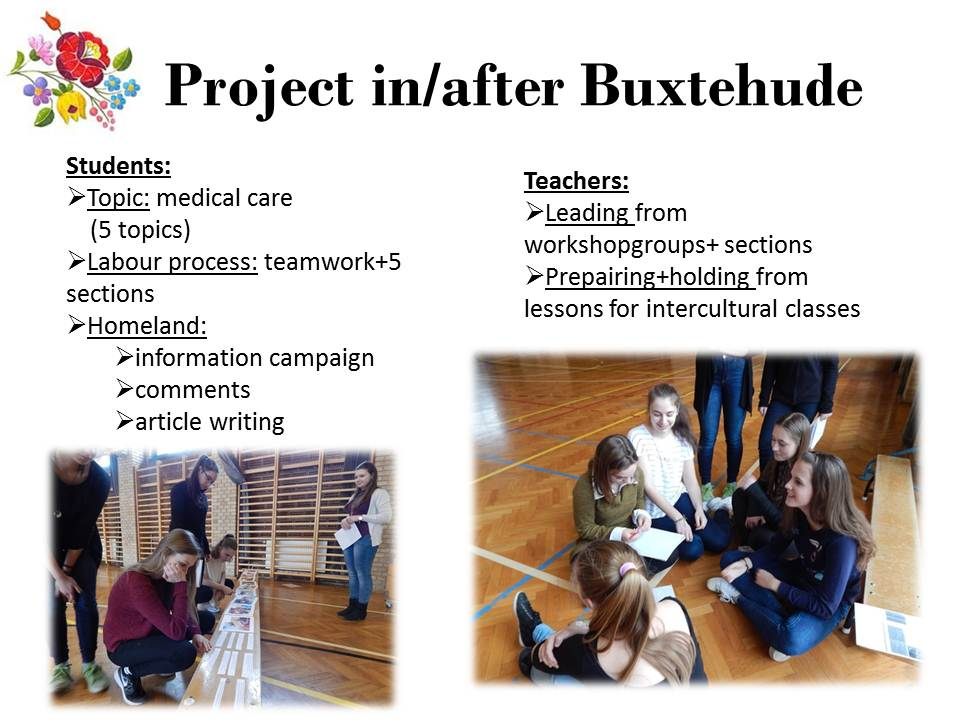 Project in/after Buxtehude
Students:
➢Topic: medical care
(5 topics)
➢Labour process: teamwork+5
sections
➢Homeland:
➢information campaign
➢comments
➢article writing
Teachers:
➢Leading from
workshopgroups+ sections
➢Prepairing+holding from
lessons for intercultural classes